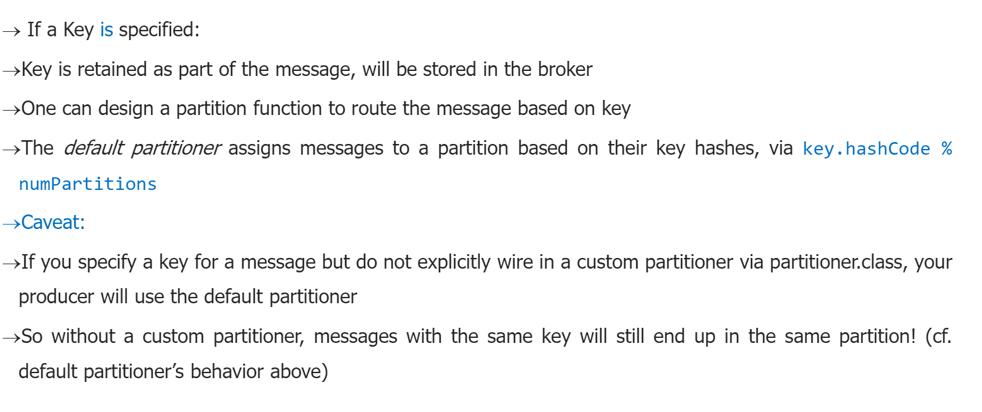 → If a Key is specified:
→Key is retained as part of the message, will be stored in the broker
→One can design a partition function to route the message based on key
→The default partitioner assigns messages to a partition based on their key hashes, via key.hashCode %
numPartitions
→Caveat:
→If you specify a key for a message but do not explicitly wire in a custom partitioner via partitioner.class, your
producer will use the default partitioner
→So without a custom partitioner, messages with the same key will still end up in the same partition! (cf.
default partitioner’s behavior above)